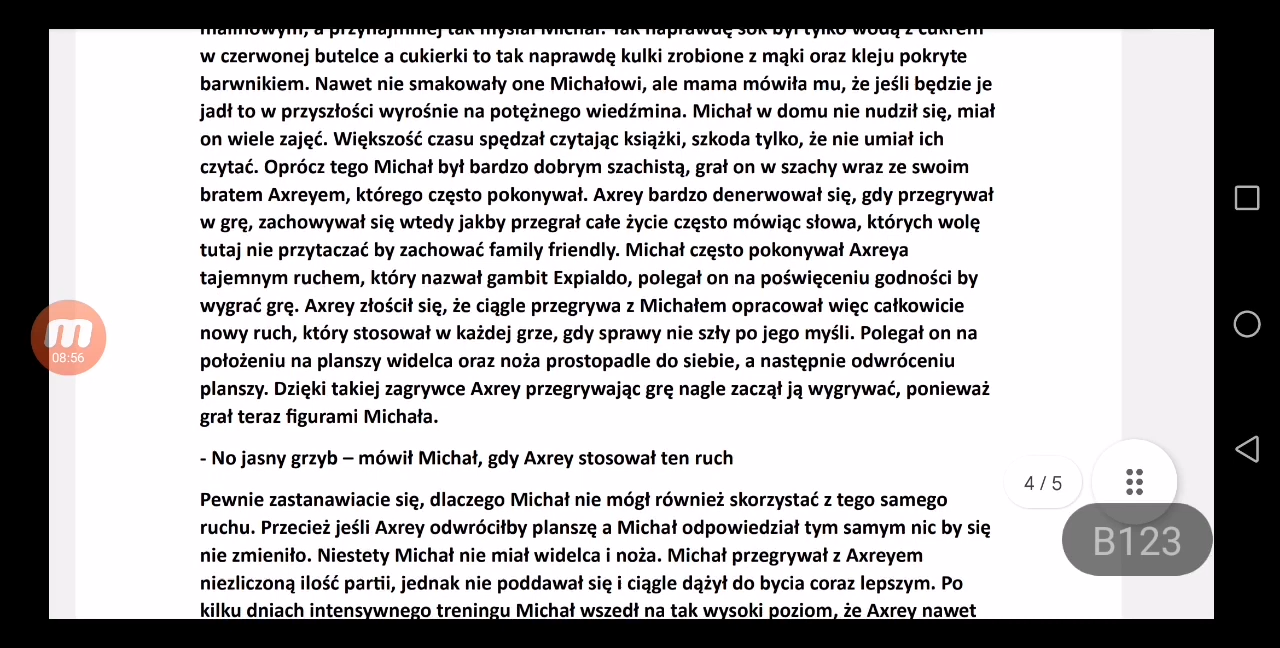 malinowym, a przynajmniej tak myślał Michał. Tak naprawdę sok był tylko wodą z cukrem
w czerwonej butelce a cukierki to tak naprawdę kulki zrobione z mąki oraz kleju pokryte
barwnikiem. Nawet nie smakowały one Michałowi, ale mama mówiła mu, że jeśli będzie je
jadł to w przyszłości wyrośnie na potężnego wiedźmina. Michał w domu nie nudził się, miał
on wiele zajęć. Większość czasu spędzał czytając książki, szkoda tylko, że nie umiał ich
czytać. Oprócz tego Michał był bardzo dobrym szachistą, grał on w szachy wraz ze swoim
bratem Axreyem, którego często pokonywał. Axrey bardzo denerwował się, gdy przegrywał
w grę, zachowywał się wtedy jakby przegrał całe życie często mówiąc słowa, których wolę
tutaj nie przytaczać by zachować family friendly. Michał często pokonywał Axreya
tajemnym ruchem, który nazwał gambit Expialdo, polegał on na poświęceniu godności by
wygrać grę. Axrey złościł się, że ciągle przegrywa z Michałem opracował więc całkowicie
nowy ruch, który stosował w każdej grze, gdy sprawy nie szły po jego myśli. Polegał on na
położeniu na planszy widelca oraz noża prostopadle do siebie, a następnie odwróceniu
planszy. Dzięki takiej zagrywce Axrey przegrywając grę nagle zaczął ją wygrywać, ponieważ
grał teraz figurami Michała.
- No jasny grzyb – mówił Michał, gdy Axrey stosował ten ruch
Pewnie zastanawiacie się, dlaczego Michał nie mógł również skorzystać z tego samego
ruchu. Przecież jeśli Axrey odwróciłby planszę a Michał odpowiedział tym samym nic by się
nie zmieniło. Niestety Michał nie miał widelca i noża. Michał przegrywał z Axreyem
niezliczoną ilość partii, jednak nie poddawał się i ciągle dążył do bycia coraz lepszym. Po
kilku dniach intensywnego treningu Michał wszedł na tak wysoki poziom, że Axrey nawet
08:56
4 / 5
B123